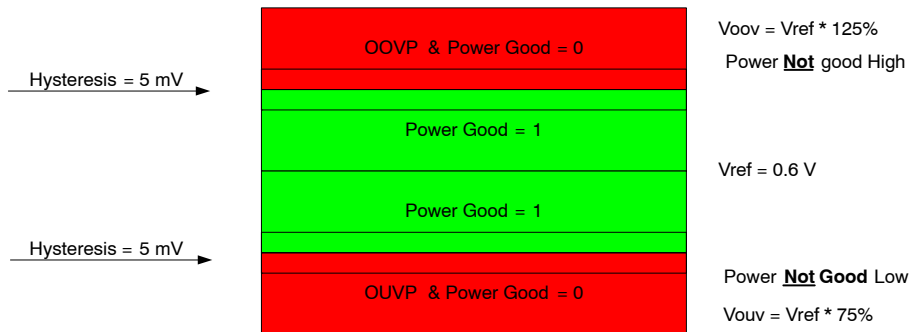 Voov = Vref * 125%
OOVP & Power Good = 0
Power Not good High
Hysteresis = 5 mV
Power Good = 1
Vref = 0.6 V
Power Good = 1
Hysteresis = 5 mV
Power Not Good Low
OUVP & Power Good = 0
Vouv = Vref * 75%